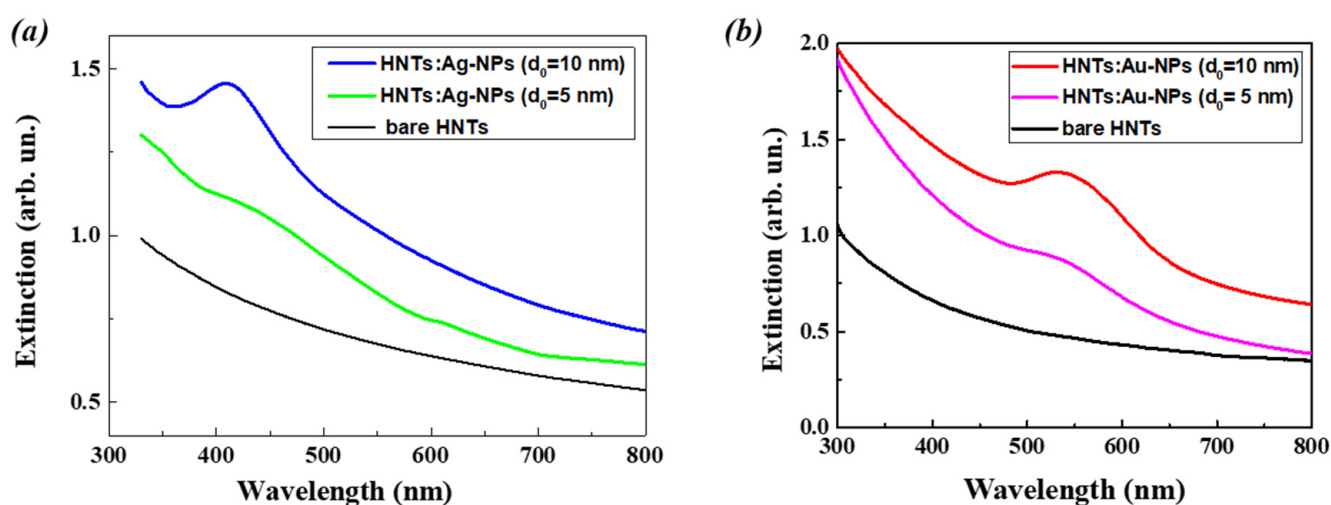 (a)
HNTs:Ag-NPs (d₀=10 nm)
HNTs:Ag-NPs (d₀=5 nm)
bare HNTs
1.5
1.0
0.5
Extinction (arb. un.)
300 400 500 600 700 800
Wavelength (nm)
(b)
HNTs:Au-NPs (d₀=10 nm)
HNTs:Au-NPs (d₀= 5 nm)
bare HNTs
2.0
1.5
1.0
0.5
0.0
Extinction (arb. un.)
300 400 500 600 700 800
Wavelength (nm)